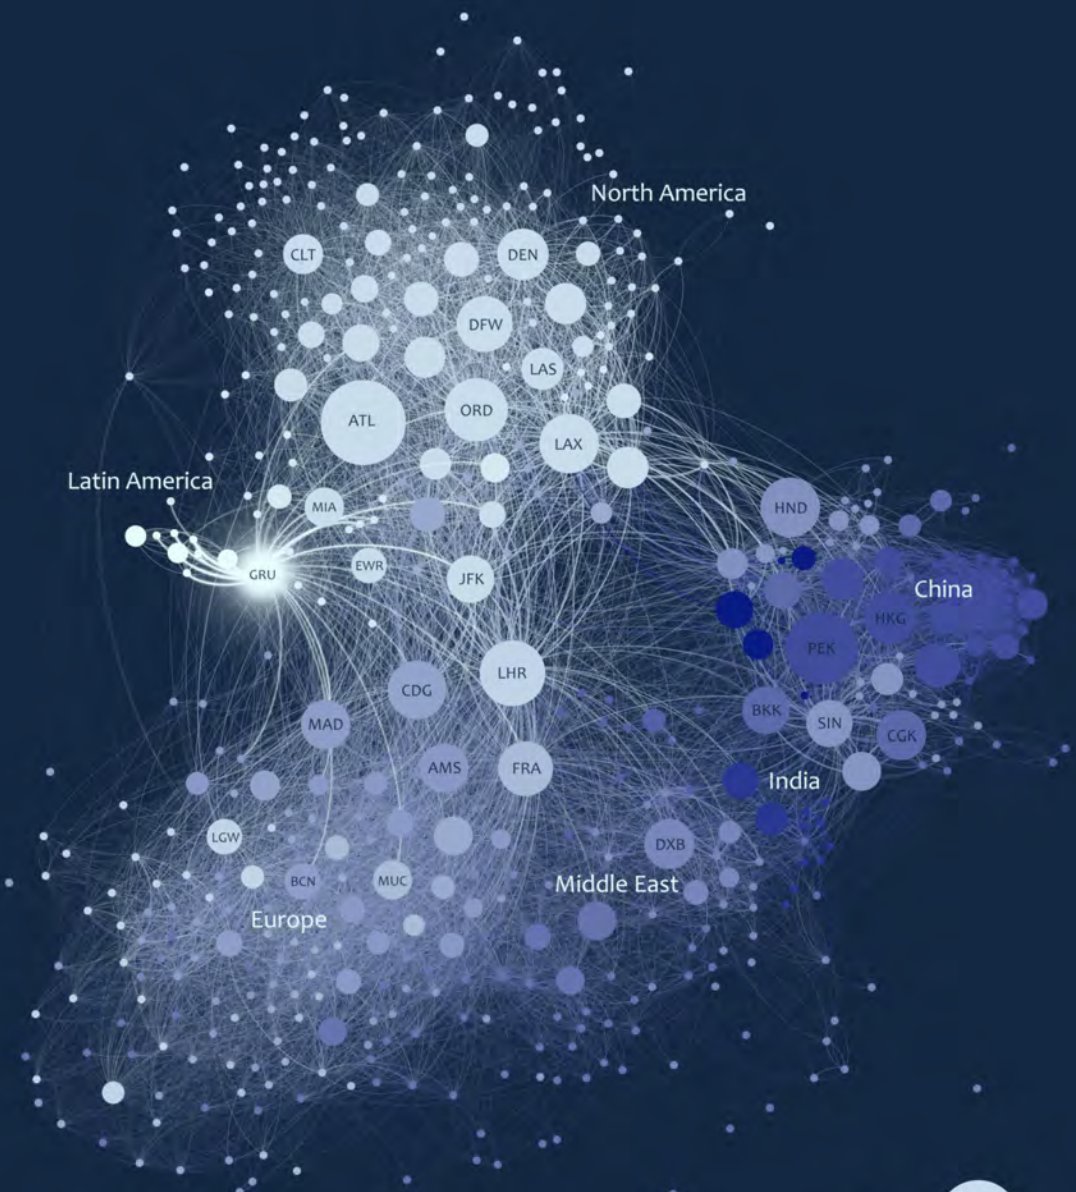 North America
CLT
DEN
DFW
LAS
ATL
ORD
LAX
Latin America
MIA
HND
GRU
EWR
JFK
China
HKG
PEK
LHR
CDG
MAD
BKK
SIN
CGK
AMS
FRA
India
LGW
DXB
BCN
MUC
Middle East
Europe